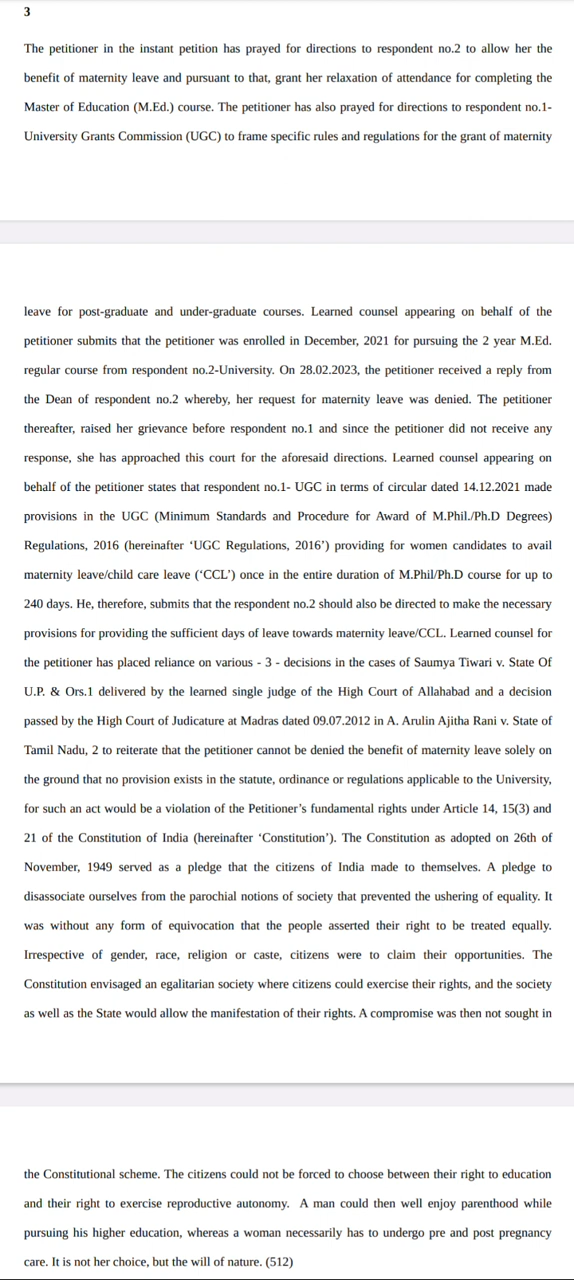 3
The petitioner in the instant petition has prayed for directions to respondent no.2 to allow her the
benefit of maternity leave and pursuant to that, grant her relaxation of attendance for completing the
Master of Education (M.Ed.) course. The petitioner has also prayed for directions to respondent no.1-
University Grants Commission (UGC) to frame specific rules and regulations for the grant of maternity
leave for post-graduate and under-graduate courses. Learned counsel appearing on behalf of the
petitioner submits that the petitioner was enrolled in December, 2021 for pursuing the 2 year M.Ed.
regular course from respondent no.2-University. On 28.02.2023, the petitioner received a reply from
the Dean of respondent no.2 whereby, her request for maternity leave was denied. The petitioner
thereafter, raised her grievance before respondent no.1 and since the petitioner did not receive any
response, she has approached this court for the aforesaid directions. Learned counsel appearing on
behalf of the petitioner states that respondent no.1- UGC in terms of circular dated 14.12.2021 made
provisions in the UGC (Minimum Standards and Procedure for Award of M.Phil./Ph.D Degrees)
Regulations, 2016 (hereinafter ‘UGC Regulations, 2016’) providing for women candidates to avail
maternity leave/child care leave (‘CCL’) once in the entire duration of M.Phil/Ph.D course for up to
240 days. He, therefore, submits that the respondent no.2 should also be directed to make the necessary
provisions for providing the sufficient days of leave towards maternity leave/CCL. Learned counsel for
the petitioner has placed reliance on various - 3 - decisions in the cases of Saumya Tiwari v. State Of
U.P. & Ors.1 delivered by the learned single judge of the High Court of Allahabad and a decision
passed by the High Court of Judicature at Madras dated 09.07.2012 in A. Arulin Ajitha Rani v. State of
Tamil Nadu, 2 to reiterate that the petitioner cannot be denied the benefit of maternity leave solely on
the ground that no provision exists in the statute, ordinance or regulations applicable to the University,
for such an act would be a violation of the Petitioner’s fundamental rights under Article 14, 15(3) and
21 of the Constitution of India (hereinafter ‘Constitution’). The Constitution as adopted on 26th of
November, 1949 served as a pledge that the citizens of India made to themselves. A pledge to
disassociate ourselves from the parochial notions of society that prevented the ushering of equality. It
was without any form of equivocation that the people asserted their right to be treated equally.
Irrespective of gender, race, religion or caste, citizens were to claim their opportunities. The
Constitution envisaged an egalitarian society where citizens could exercise their rights, and the society
as well as the State would allow the manifestation of their rights. A compromise was then not sought in
the Constitutional scheme. The citizens could not be forced to choose between their right to education
and their right to exercise reproductive autonomy. A man could then well enjoy parenthood while
pursuing his higher education, whereas a woman necessarily has to undergo pre and post pregnancy
care. It is not her choice, but the will of nature. (512)